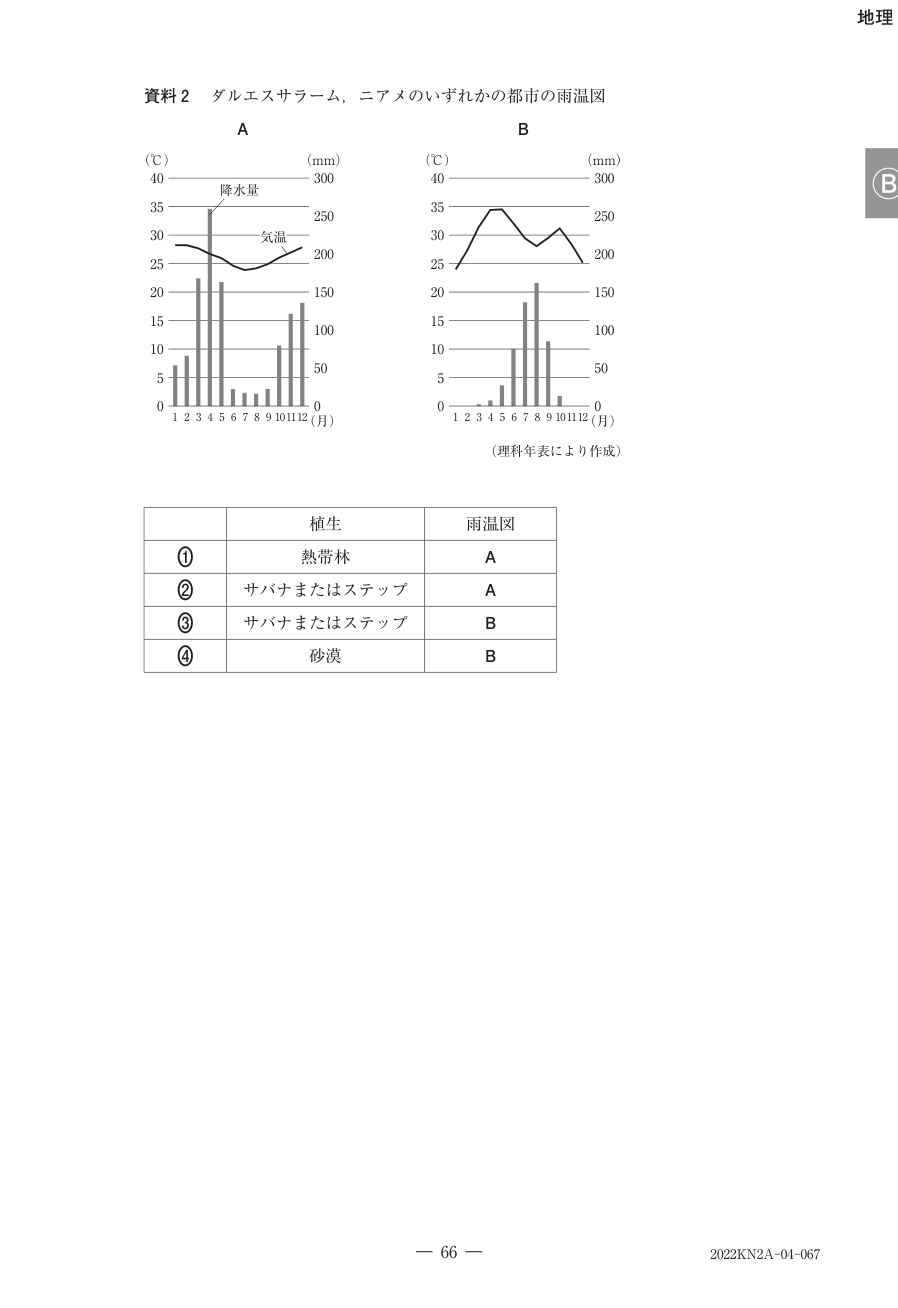 地理
資料2 ダルエスサラーム，ニアメのいずれかの都市の雨温図
A
(℃) (mm)
40 300
35 250
30 200
25 150
20 100
15 50
10 0
5
0
降水量
気温
1 2 3 4 5 6 7 8 9 10 11 12 (月)
B
(℃) (mm)
40 300
35 250
30 200
25 150
20 100
15 50
10 0
5
0
1 2 3 4 5 6 7 8 9 10 11 12 (月)
Ⓑ
(理科年表により作成)
植生 雨温図
① 熱帯林 A
② サバナまたはステップ A
③ サバナまたはステップ B
④ 砂漠 B
― 66 ―
2022KN2A-04-067